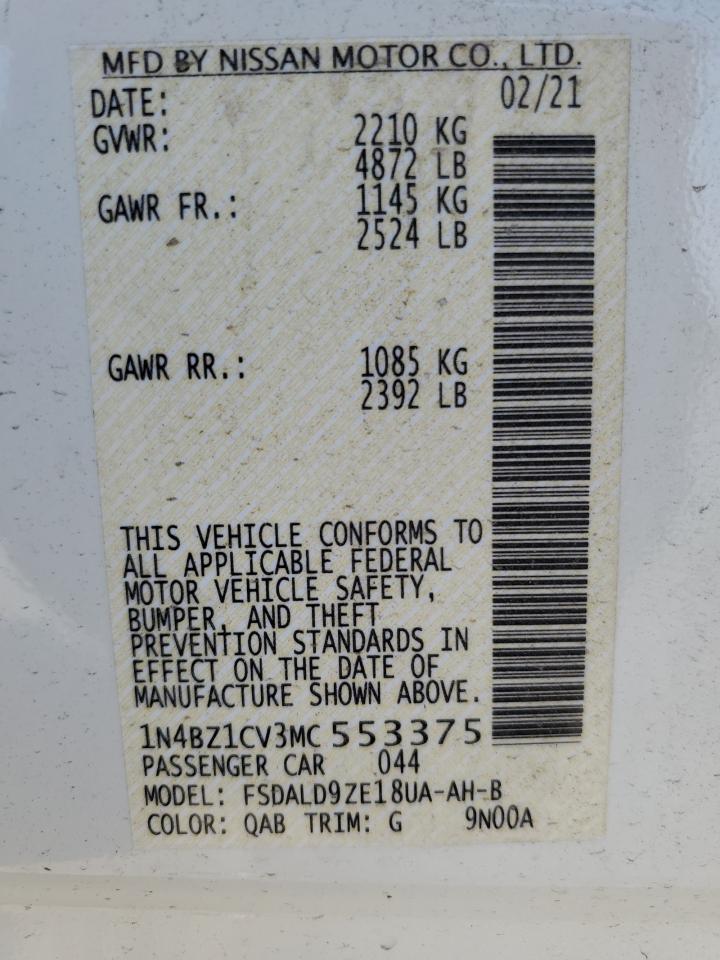 MFD BY NISSAN MOTOR CO., LTD.
DATE: 02/21
GVWR: 2210 KG
4872 LB
GAWR FR.: 1145 KG
2524 LB
GAWR RR.: 1085 KG
2392 LB
THIS VEHICLE CONFORMS TO
ALL APPLICABLE FEDERAL
MOTOR VEHICLE SAFETY,
BUMPER, AND THEFT
PREVENTION STANDARDS IN
EFFECT ON THE DATE OF
MANUFACTURE SHOWN ABOVE.
1N4BZ1CV3MC553375
PASSENGER CAR 044
MODEL: FSDALD9ZE18UA-AH-B
COLOR: QAB TRIM: G 9N00A